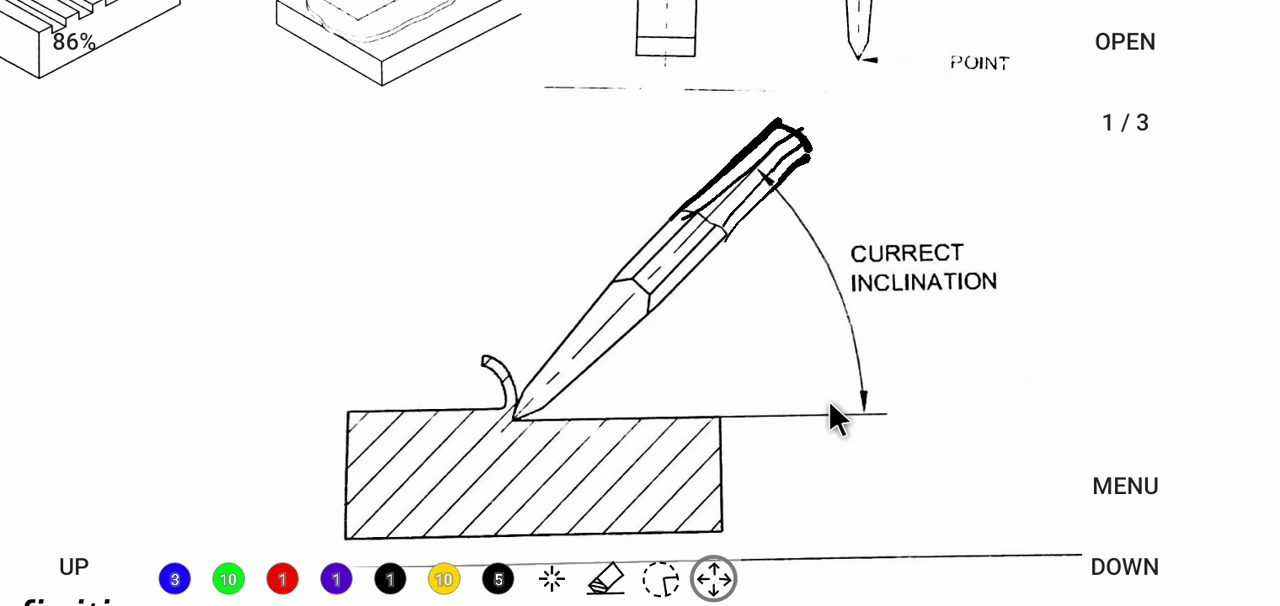 86%
OPEN
POINT
1 / 3
CURRECT
INCLINATION
MENU
UP
DOWN
3
10
1
1
1
10
5